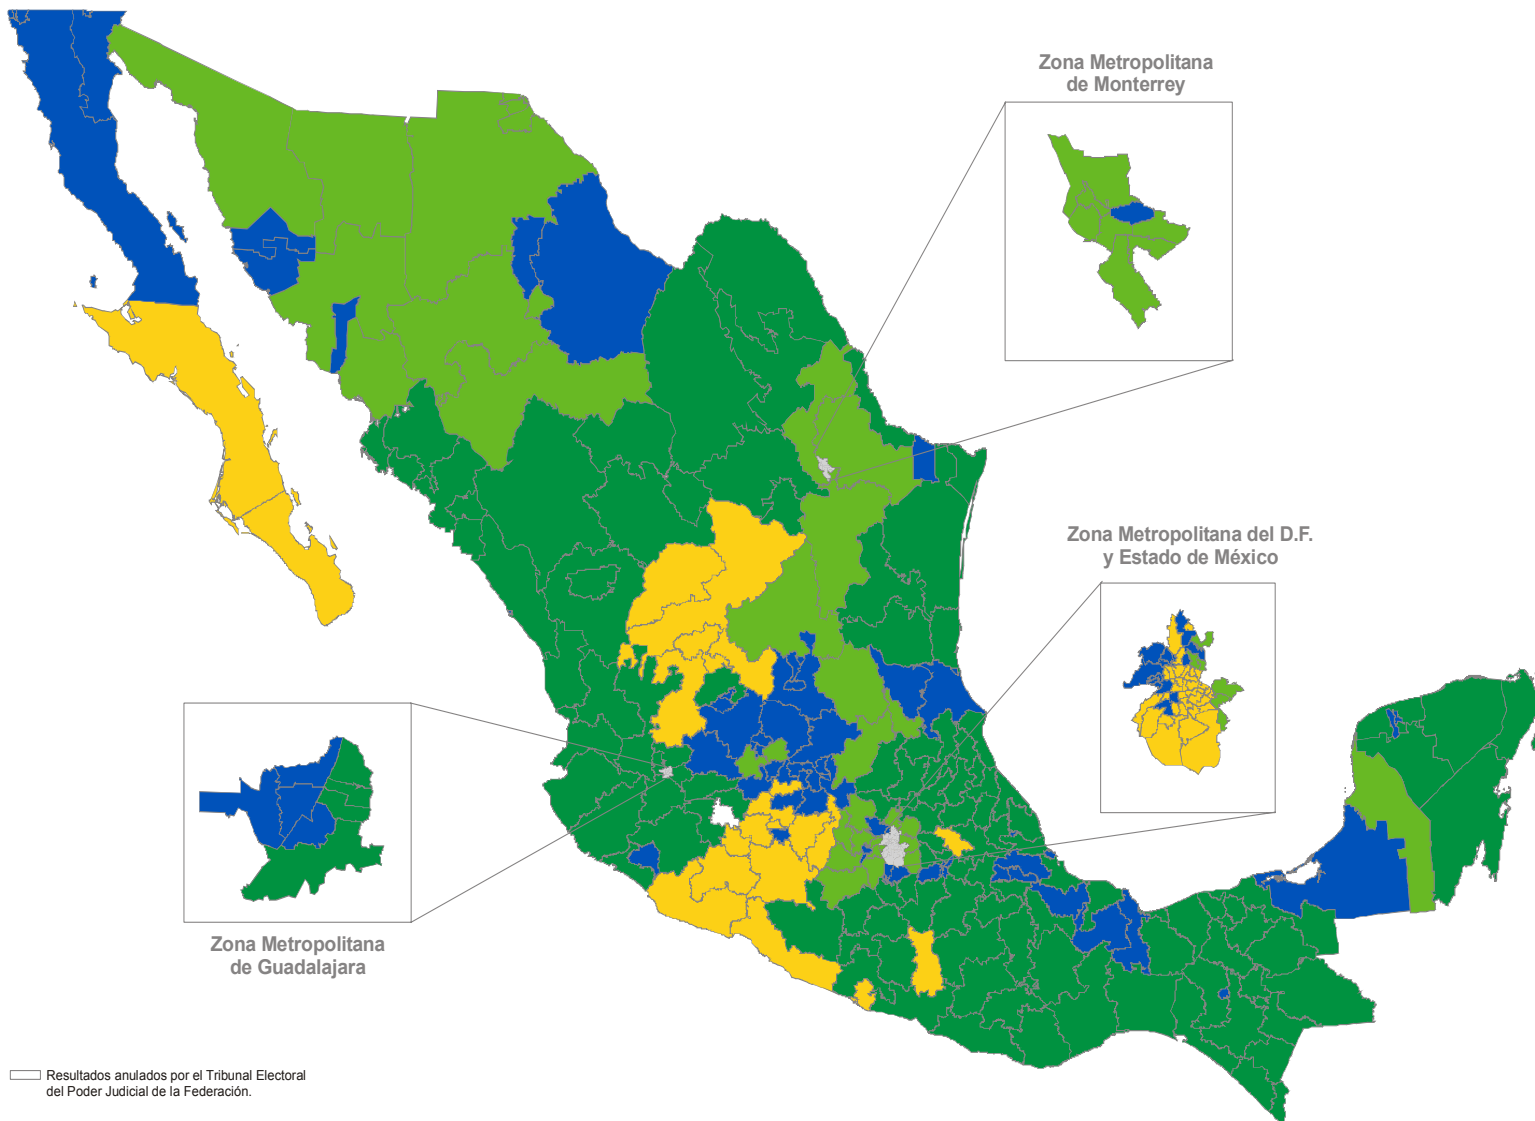 Zona Metropolitana
de Monterrey
Zona Metropolitana del D.F.
y Estado de México
Zona Metropolitana
de Guadalajara
Resultados anulados por el Tribunal Electoral
del Poder Judicial de la Federación.